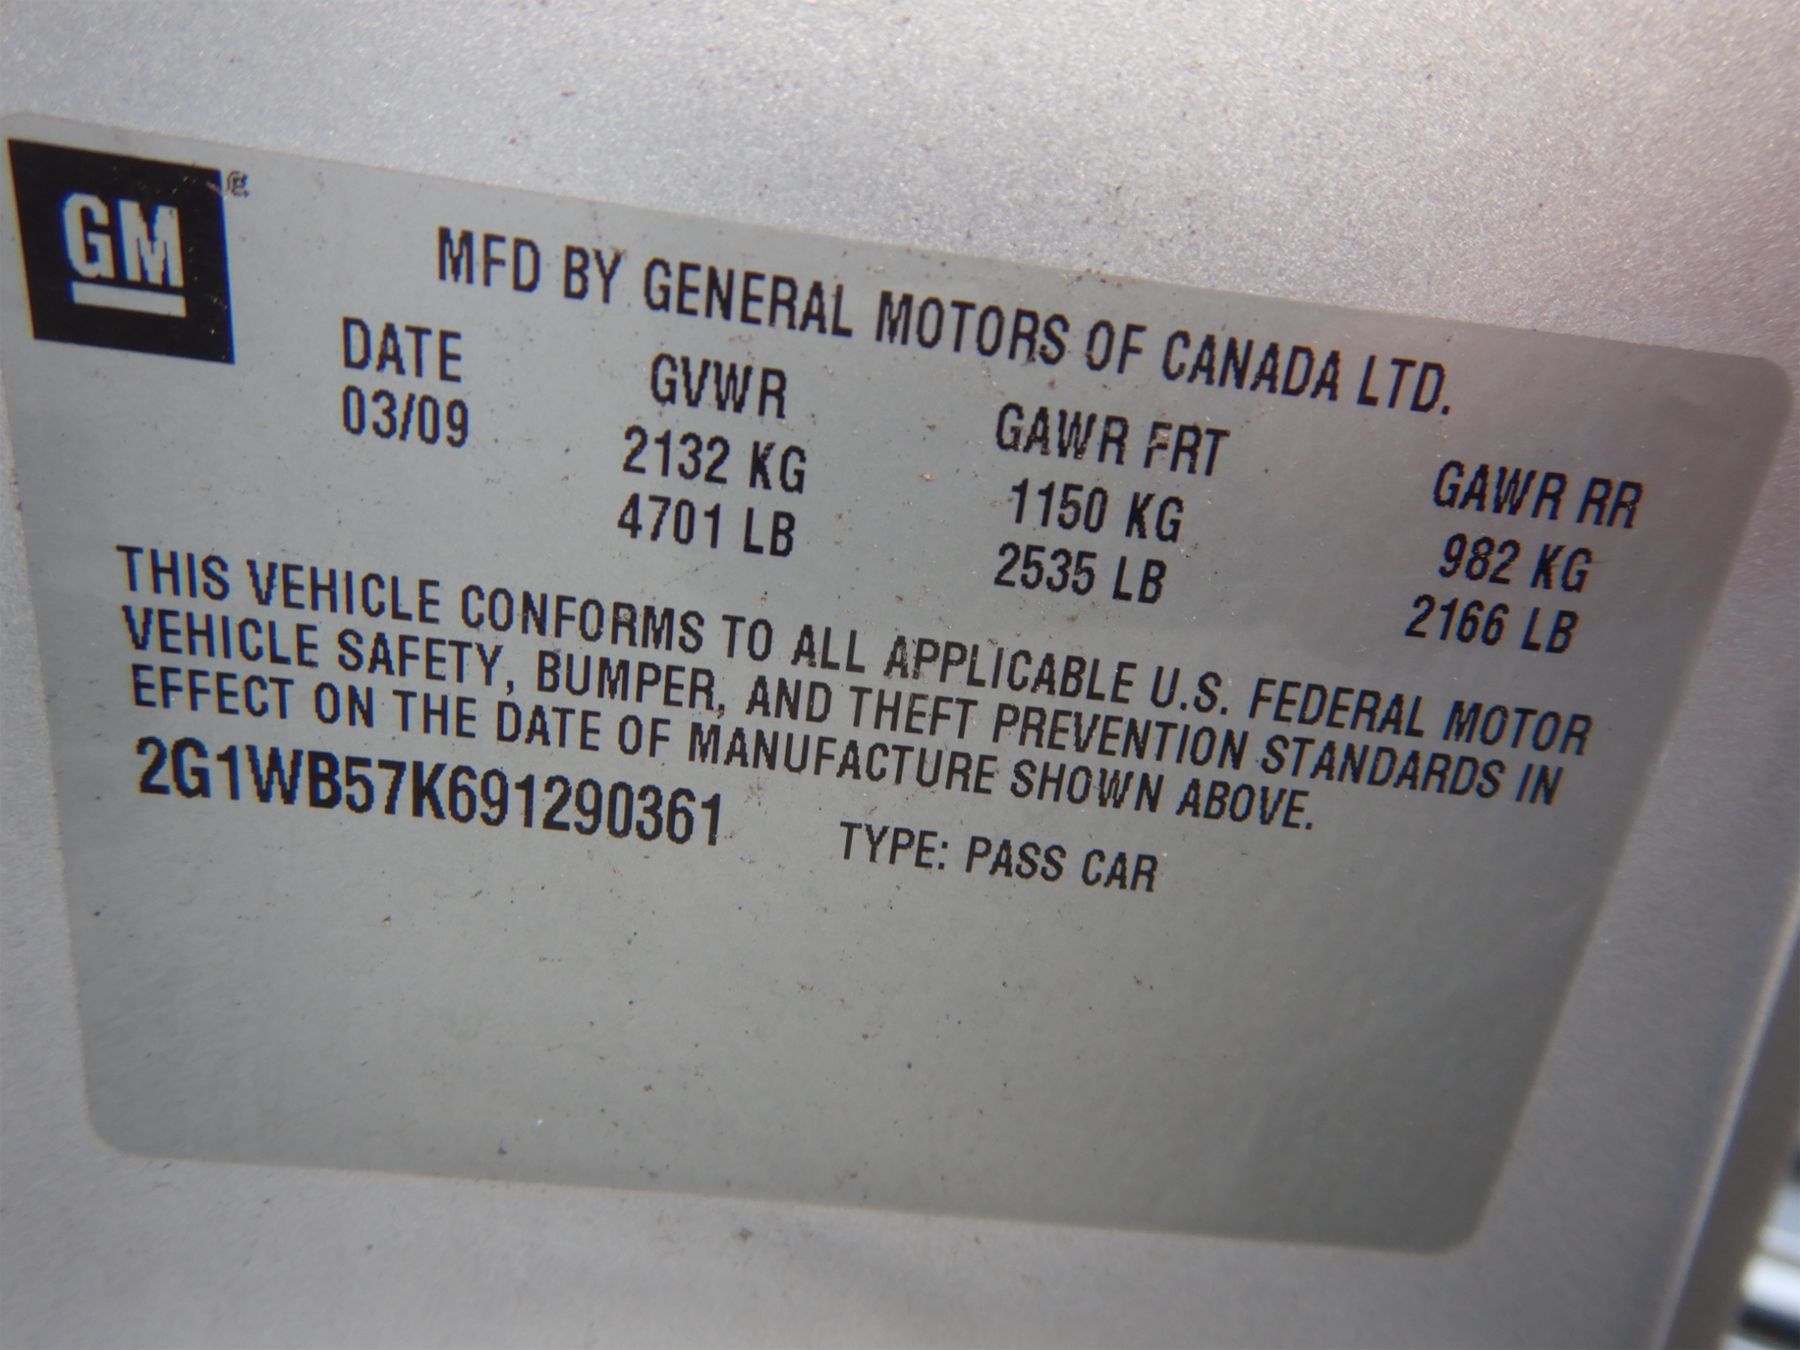 GM
MFD BY GENERAL MOTORS OF CANADA LTD.
DATE GVWR GAWR FRT GAWR RR
03/09 2132 KG 1150 KG 982 KG
4701 LB 2535 LB 2166 LB
THIS VEHICLE CONFORMS TO ALL APPLICABLE U.S. FEDERAL MOTOR
VEHICLE SAFETY, BUMPER, AND THEFT PREVENTION STANDARDS IN
EFFECT ON THE DATE OF MANUFACTURE SHOWN ABOVE.
2G1WB57K691290361 TYPE: PASS CAR